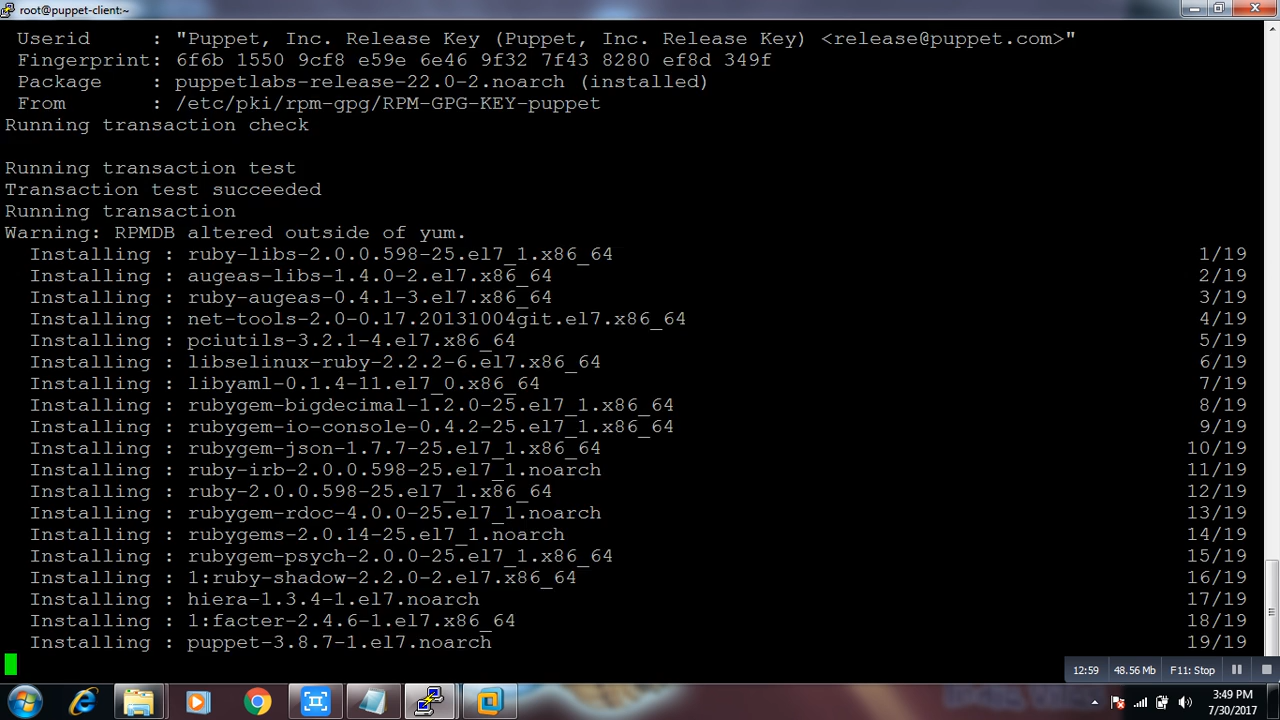 root@puppet-client:~
Userid      : "Puppet, Inc. Release Key (Puppet, Inc. Release Key) <release@puppet.com>"
Fingerprint: 6f6b 1550 9cf8 e59e 6e46 9f32 7f43 8280 ef8d 349f
Package     : puppetlabs-release-22.0-2.noarch (installed)
From        : /etc/pki/rpm-gpg/RPM-GPG-KEY-puppet
Running transaction check
Running transaction test
Transaction test succeeded
Running transaction
Warning: RPMDB altered outside of yum.
Installing : ruby-libs-2.0.0.598-25.el7_1.x86_64 1/19
Installing : augeas-libs-1.4.0-2.el7.x86_64 2/19
Installing : ruby-augeas-0.4.1-3.el7.x86_64 3/19
Installing : net-tools-2.0-0.17.20131004git.el7.x86_64 4/19
Installing : pciutils-3.2.1-4.el7.x86_64 5/19
Installing : libselinux-ruby-2.2.2-6.el7.x86_64 6/19
Installing : libyaml-0.1.4-11.el7_0.x86_64 7/19
Installing : rubygem-bigdecimal-1.2.0-25.el7_1.x86_64 8/19
Installing : rubygem-io-console-0.4.2-25.el7_1.x86_64 9/19
Installing : rubygem-json-1.7.7-25.el7_1.x86_64 10/19
Installing : ruby-irb-2.0.0.598-25.el7_1.noarch 11/19
Installing : ruby-2.0.0.598-25.el7_1.x86_64 12/19
Installing : rubygem-rdoc-4.0.0-25.el7_1.noarch 13/19
Installing : rubygems-2.0.14-25.el7_1.noarch 14/19
Installing : rubygem-psych-2.0.0-25.el7_1.x86_64 15/19
Installing : 1:ruby-shadow-2.2.0-2.el7.x86_64 16/19
Installing : hiera-1.3.4-1.el7.noarch 17/19
Installing : 1:facter-2.4.6-1.el7.x86_64 18/19
Installing : puppet-3.8.7-1.el7.noarch 19/19
12:59 48.56 Mb F11: Stop
3:49 PM
7/30/2017